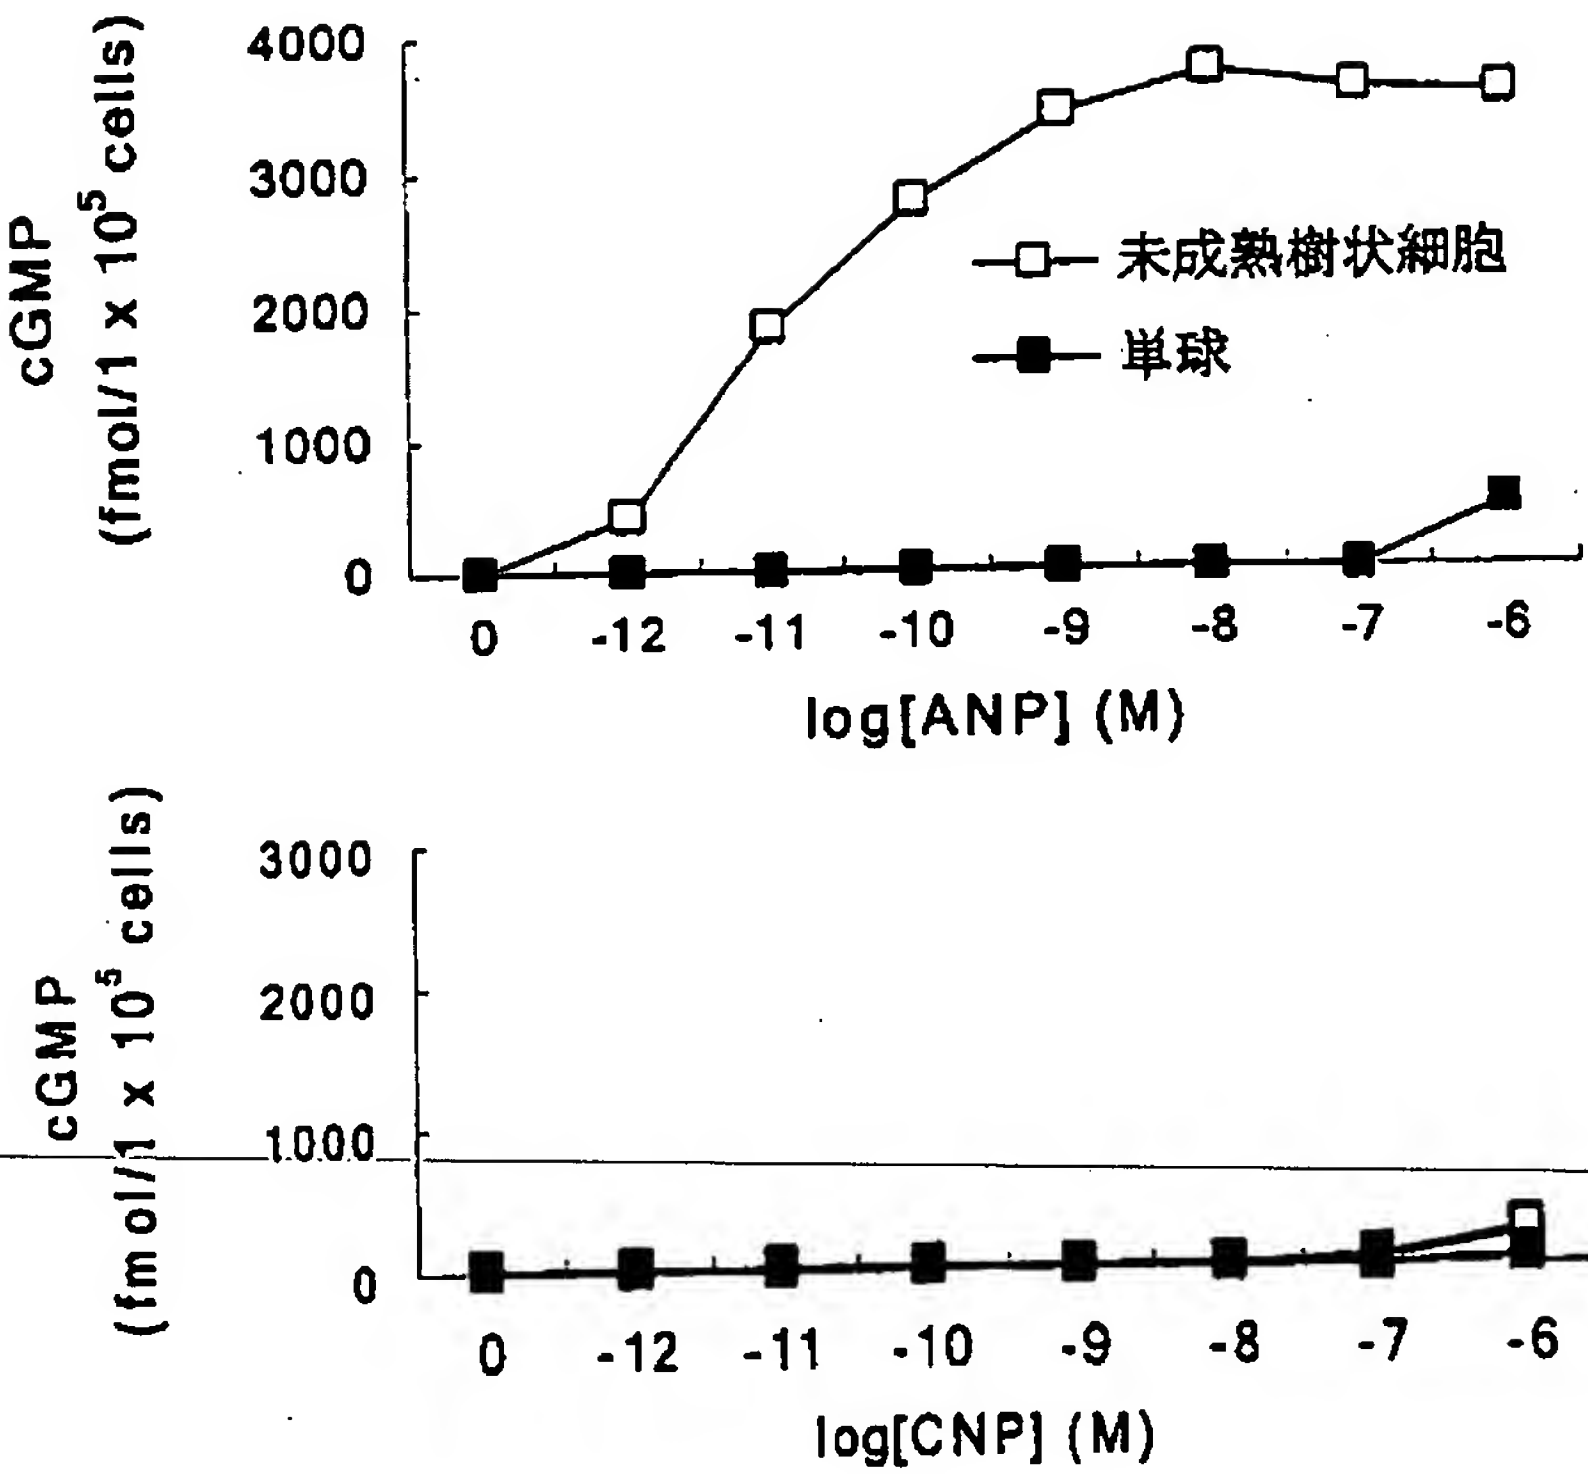 cGMP
(fmol/1 x 10⁵ cells)
4000
3000
2000
1000
0
未成熟樹状細胞
単球
0 -12 -11 -10 -9 -8 -7 -6
log[ANP] (M)
cGMP
(fmol/1 x 10⁵ cells)
3000
2000
1000
0
0 -12 -11 -10 -9 -8 -7 -6
log[CNP] (M)